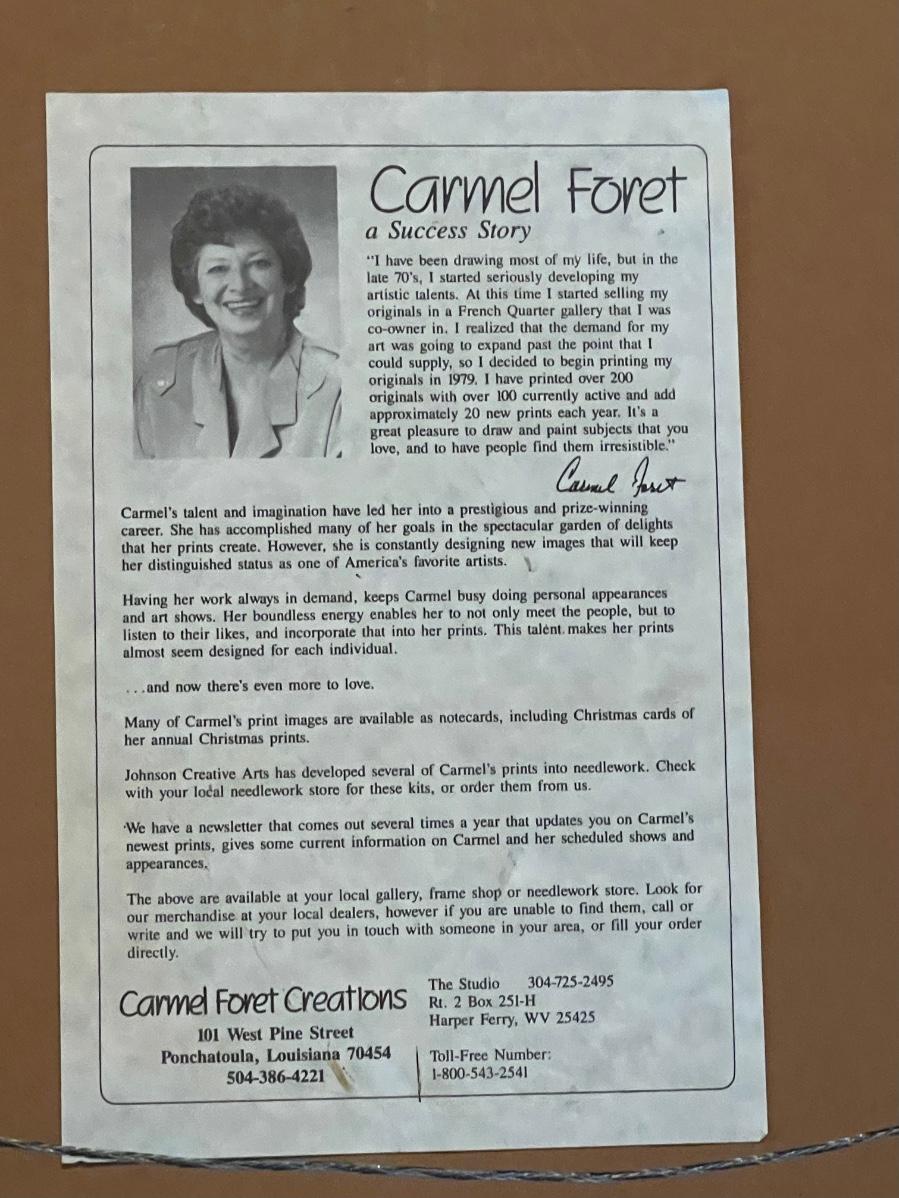 Carmel Foret
a Success Story
"I have been drawing most of my life, but in the
late 70's, I started seriously developing my
artistic talents. At this time I started selling my
originals in a French Quarter gallery that I was
co-owner in. I realized that the demand for my
art was going to expand past the point that I
could supply, so I decided to begin printing my
originals in 1979. I have printed over 200
originals with over 100 currently active and add
approximately 20 new prints each year. It's a
great pleasure to draw and paint subjects that you
love, and to have people find them irresistible."
Carmel Foret
Carmel's talent and imagination have led her into a prestigious and prize-winning
career. She has accomplished many of her goals in the spectacular garden of delights
that her prints create. However, she is constantly designing new images that will keep
her distinguished status as one of America's favorite artists.
Having her work always in demand, keeps Carmel busy doing personal appearances
and art shows. Her boundless energy enables her to not only meet the people, but to
listen to their likes, and incorporate that into her prints. This talent makes her prints
almost seem designed for each individual.
...and now there's even more to love.
Many of Carmel's print images are available as notecards, including Christmas cards of
her annual Christmas prints.
Johnson Creative Arts has developed several of Carmel's prints into needlework. Check
with your local needlework store for these kits, or order them from us.
We have a newsletter that comes out several times a year that updates you on Carmel's
newest prints, gives some current information on Carmel and her scheduled shows and
appearances.
The above are available at your local gallery, frame shop or needlework store. Look for
our merchandise at your local dealers, however if you are unable to find them, call or
write and we will try to put you in touch with someone in your area, or fill your order
directly.
Carmel Foret Creations
101 West Pine Street
Ponchatoula, Louisiana 70454
504-386-4221
The Studio 304-725-2495
Rt. 2 Box 251-H
Harper Ferry, WV 25425
Toll-Free Number:
1-800-543-2541